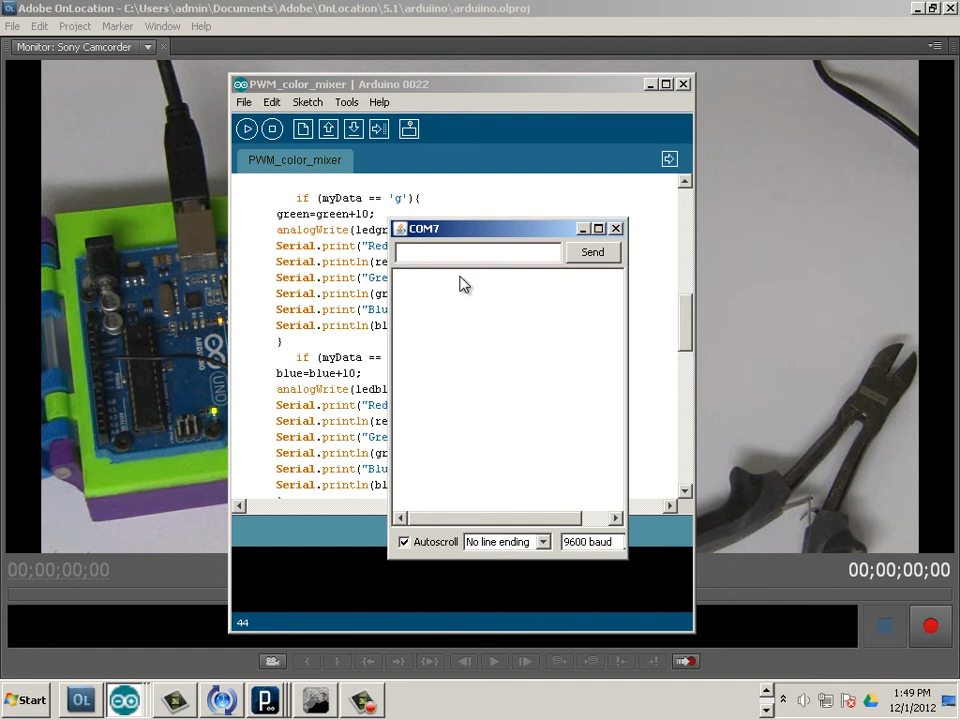 Adobe OnLocation - C:\Users\admin\Documents\Adobe\OnLocation\5.1\arduiino\arduiino.olproj
File Edit Project Marker Window Help
Monitor: Sony Camcorder
PWM_color_mixer | Arduino 0022
File Edit Sketch Tools Help
PWM_color_mixer
if (myData == 'g'){
green=green+10;
analogWrite(ledgr
Serial.print("Red
Serial.println(re
Serial.print("Gre
Serial.println(gr
Serial.print("Blu
Serial.println(bl
}
if (myData ==
blue=blue+10;
analogWrite(ledbl
Serial.print("Red
Serial.println(re
Serial.print("Gre
Serial.println(gr
Serial.print("Blu
Serial.println(bl
COM7
Send
Autoscroll No line ending 9600 baud
44
ARDUINO
UNO
00;00;00;00
00;00;00;00
Start
OL
1:49 PM
12/1/2012